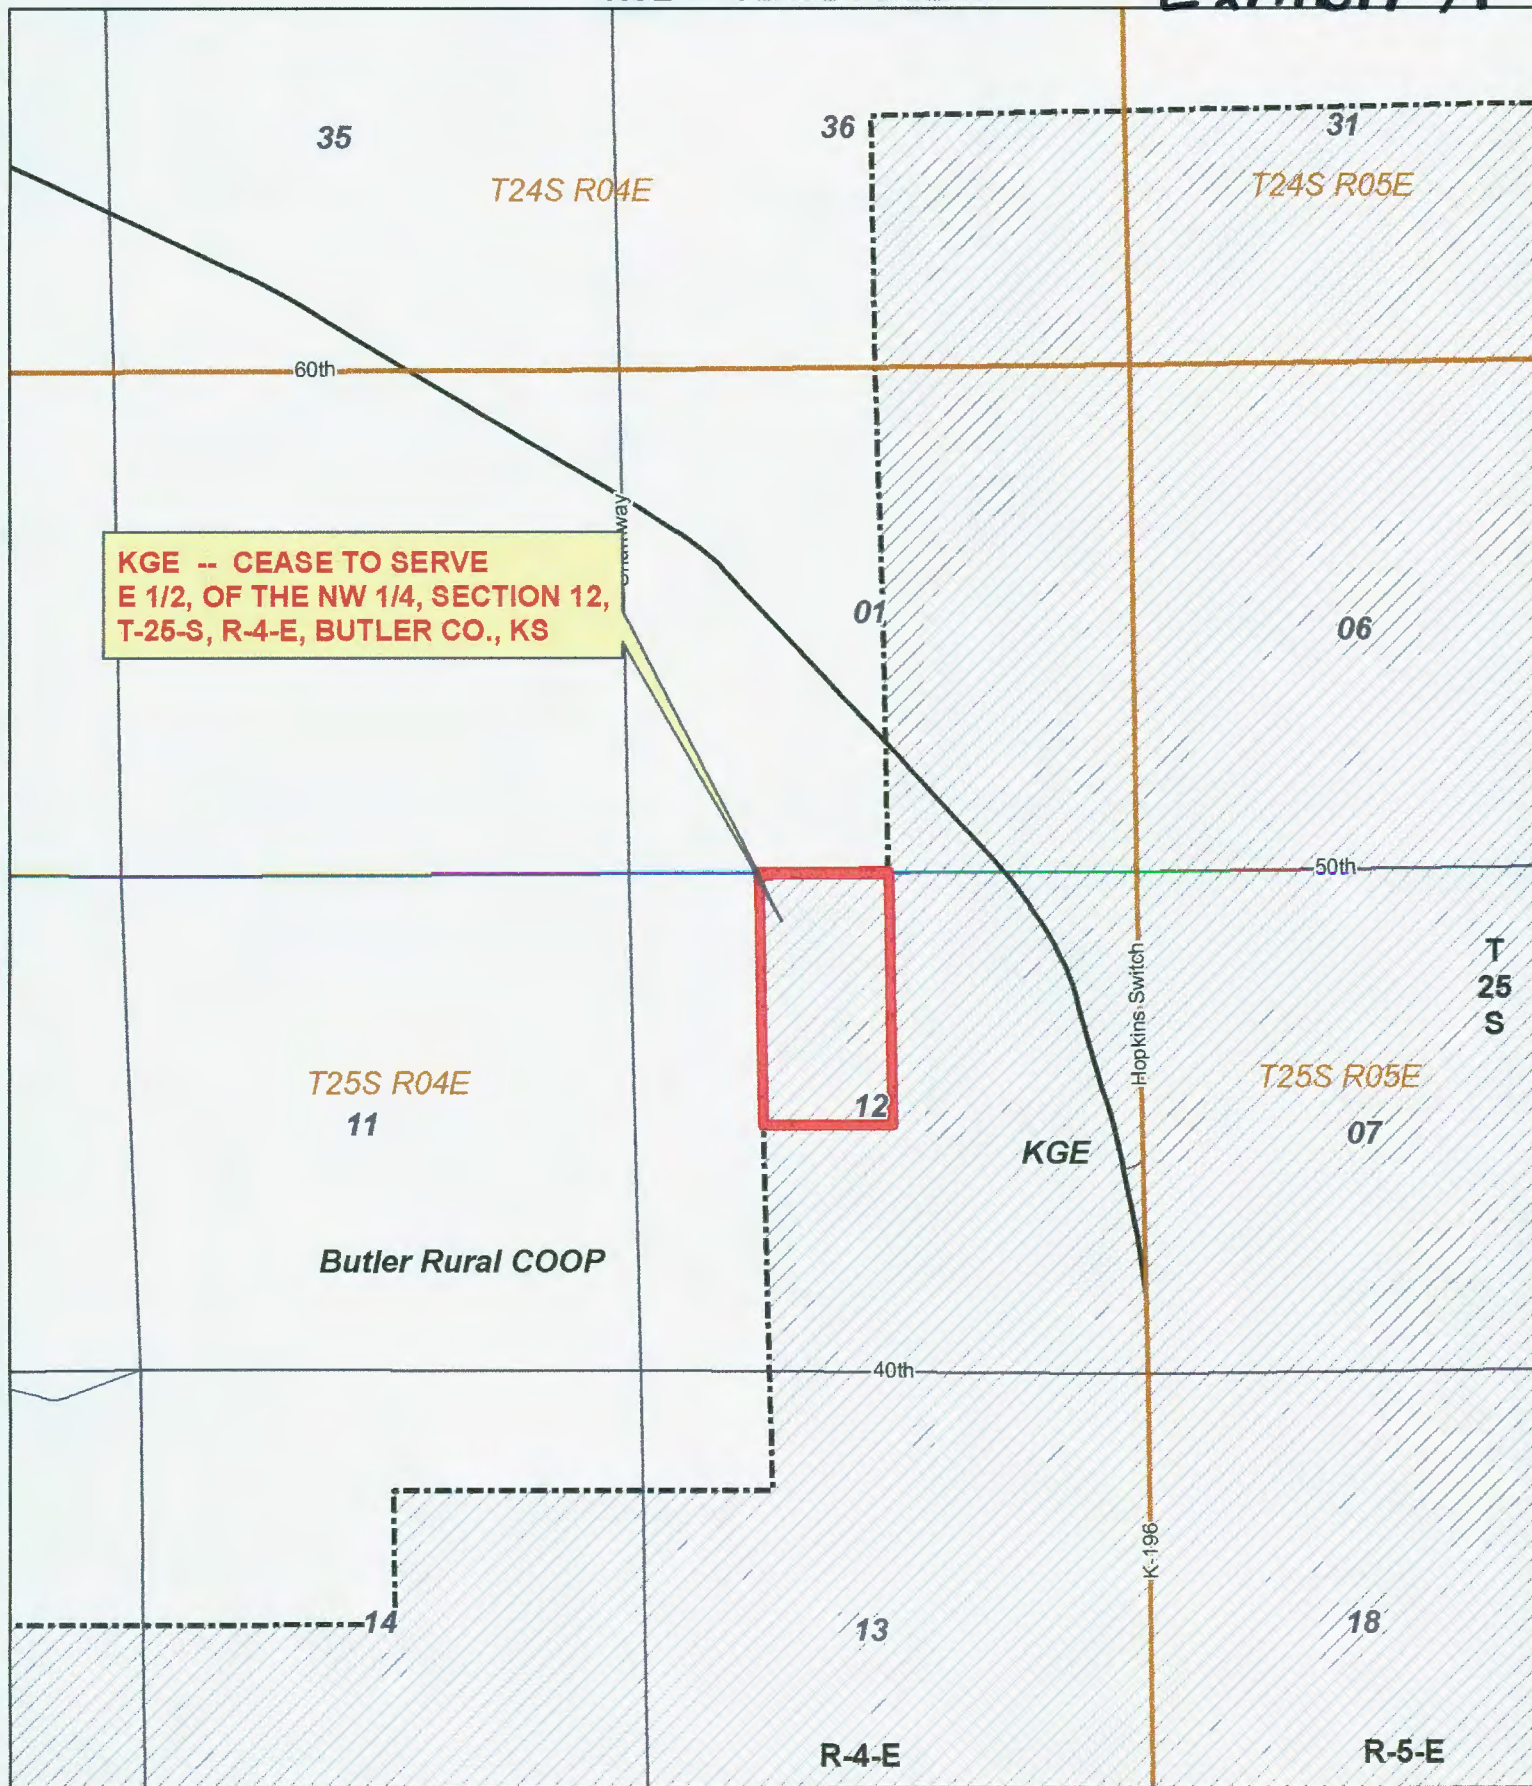 35
36
31
T24S R04E
T24S R05E
60th
KGE -- CEASE TO SERVE
E 1/2, OF THE NW 1/4, SECTION 12,
T-25-S, R-4-E, BUTLER CO., KS
01
06
50th
Hopkins Switch
T
25
S
T25S R04E
11
12
T25S R05E
07
KGE
Butler Rural COOP
40th
K-196
14
13
18
R-4-E
R-5-E